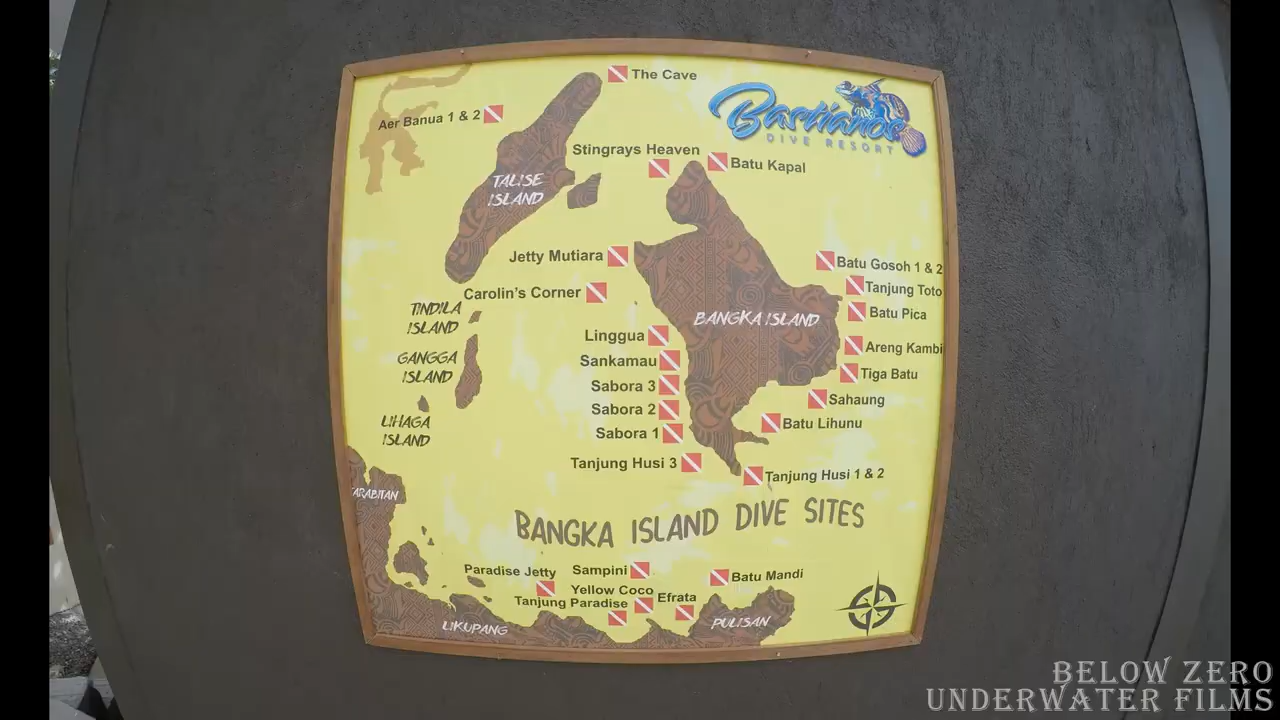 The Cave
Bastianos
DIVE RESORT
Aer Banua 1 & 2
Stingrays Heaven
Batu Kapal
TALISE
ISLAND
Jetty Mutiara
Batu Gosoh 1 & 2
Carolin's Corner
Tanjung Toto
TINDILA
ISLAND
Batu Pica
BANGKA ISLAND
Linggua
Areng Kambi
GANGGA
ISLAND
Sankamau
Tiga Batu
Sabora 3
Sahaung
Sabora 2
LIHAGA
ISLAND
Batu Lihunu
Sabora 1
Tanjung Husi 3
Tanjung Husi 1 & 2
ARABITAN
BANGKA ISLAND DIVE SITES
Paradise Jetty
Sampini
Batu Mandi
Yellow Coco
Efrata
Tanjung Paradise
LIKUPANG
PULISAN
BELOW ZERO
UNDERWATER FILMS